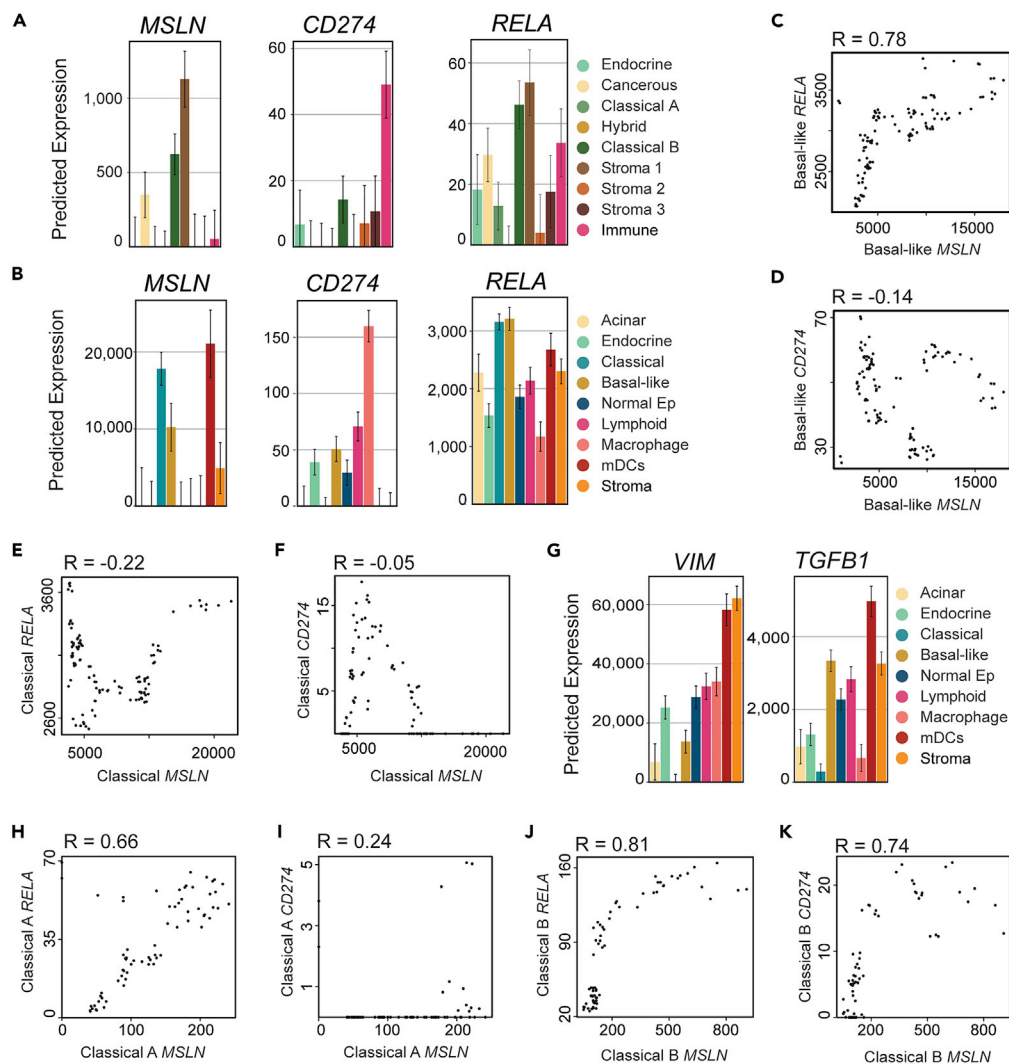 A
MSLN
CD274
RELA
Predicted Expression
1,000
500
0
60
40
20
0
60
40
20
0
Endocrine
Cancerous
Classical A
Hybrid
Classical B
Stroma 1
Stroma 2
Stroma 3
Immune
C
R = 0.78
Basal-like RELA
3500
2500
5000
15000
Basal-like MSLN
B
MSLN
CD274
RELA
Predicted Expression
20,000
10,000
0
150
100
50
0
3,000
2,000
1,000
0
Acinar
Endocrine
Classical
Basal-like
Normal Ep
Lymphoid
Macrophage
mDCs
Stroma
D
R = -0.14
Basal-like CD274
70
30
5000
15000
Basal-like MSLN
E
R = -0.22
Classical RELA
3600
2600
5000
20000
Classical MSLN
F
R = -0.05
Classical CD274
15
5
5000
20000
Classical MSLN
G
VIM
TGFB1
Predicted Expression
60,000
40,000
20,000
0
4,000
2,000
0
Acinar
Endocrine
Classical
Basal-like
Normal Ep
Lymphoid
Macrophage
mDCs
Stroma
H
R = 0.66
Classical A RELA
70
35
0
0
100
200
Classical A MSLN
I
R = 0.24
Classical A CD274
5
3
1
0
100
200
Classical A MSLN
J
R = 0.81
Classical B RELA
160
90
20
200
400
600
800
Classical B MSLN
K
R = 0.74
Classical B CD274
20
10
0
200
400
600
800
Classical B MSLN